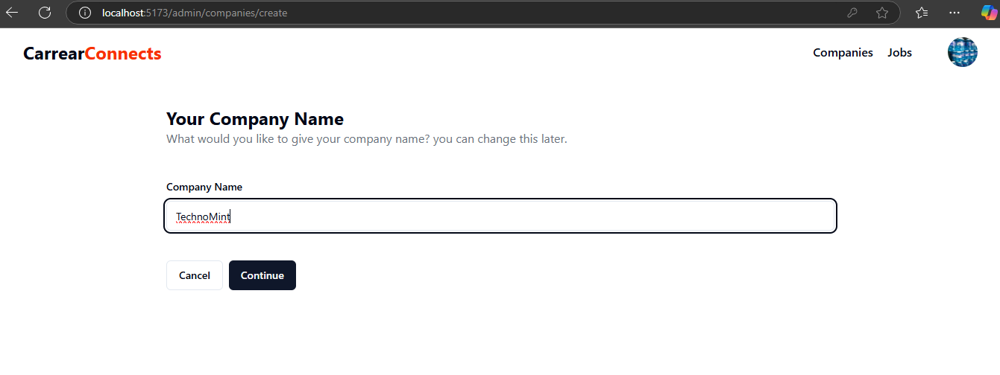 localhost:5173/admin/companies/create
CarrearConnects
Companies Jobs
Your Company Name
What would you like to give your company name? you can change this later.
Company Name
TechnoMint
Cancel Continue